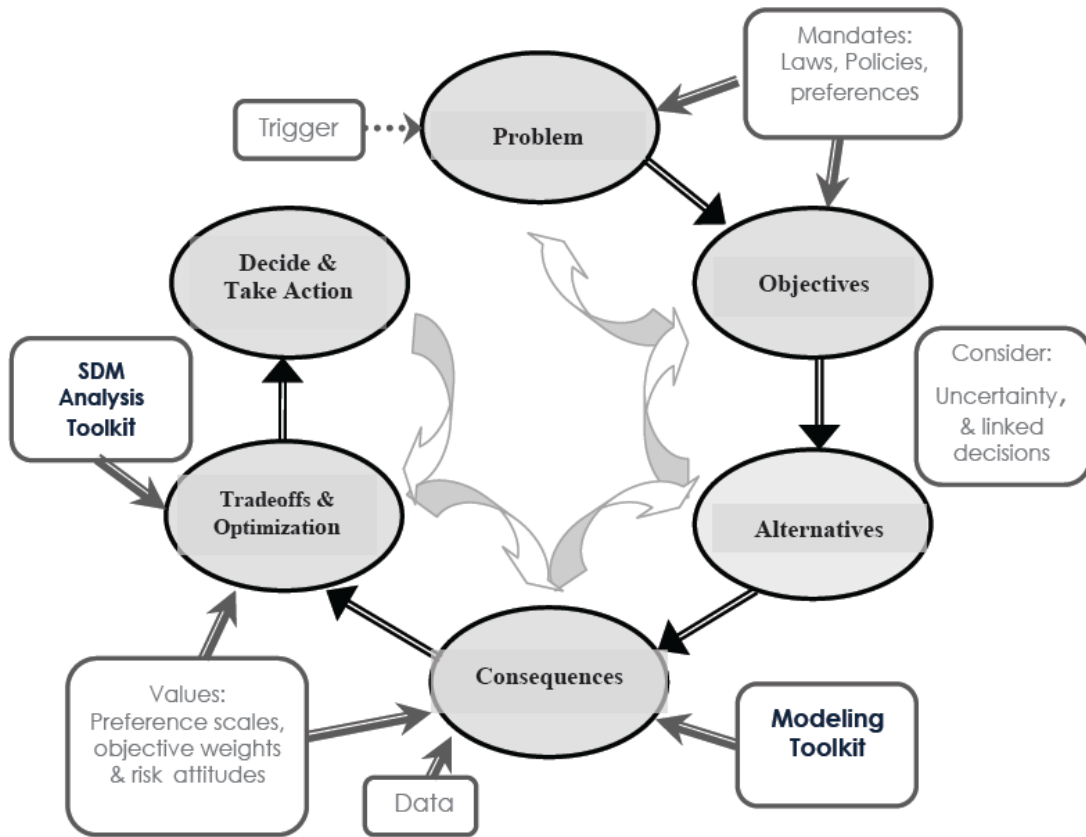 Mandates:
Laws, Policies,
preferences
Trigger
Problem
Decide &
Take Action
Objectives
SDM
Analysis
Toolkit
Consider:
Uncertainty,
& linked
decisions
Tradeoffs &
Optimization
Alternatives
Consequences
Values:
Preference scales,
objective weights
& risk attitudes
Modeling
Toolkit
Data